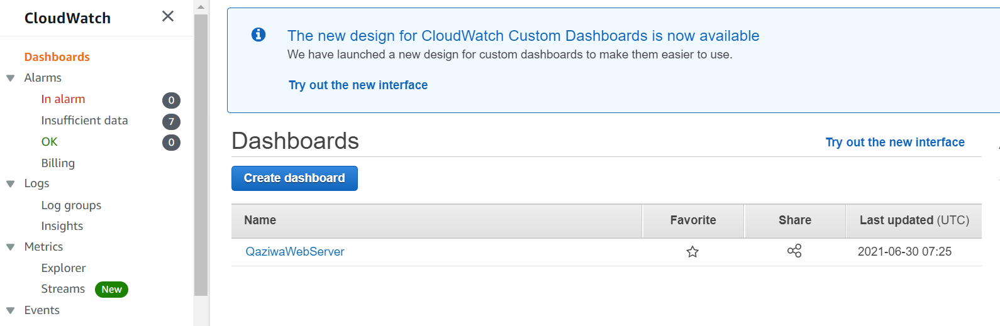 CloudWatch
Dashboards
Alarms
In alarm 0
Insufficient data 7
OK 0
Billing
Logs
Log groups
Insights
Metrics
Explorer
Streams New
Events
The new design for CloudWatch Custom Dashboards is now available
We have launched a new design for custom dashboards to make them easier to use.
Try out the new interface
Dashboards
Try out the new interface
Create dashboard
Name Favorite Share Last updated (UTC)
QaziwaWebServer 2021-06-30 07:25